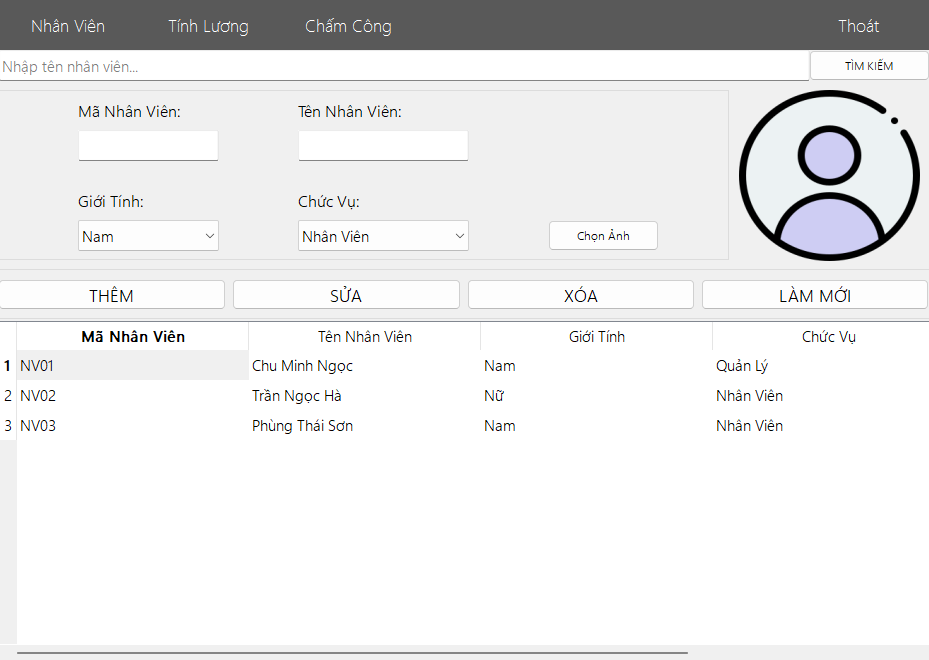 Nhân Viên Tính Lương Chấm Công Thoát
Nhập tên nhân viên... TÌM KIẾM
Mã Nhân Viên: Tên Nhân Viên:
Giới Tính: Chức Vụ:
Nam Nhân Viên Chọn Ảnh
THÊM SỬA XÓA LÀM MỚI
Mã Nhân Viên Tên Nhân Viên Giới Tính Chức Vụ
1 NV01 Chu Minh Ngọc Nam Quản Lý
2 NV02 Trần Ngọc Hà Nữ Nhân Viên
3 NV03 Phùng Thái Sơn Nam Nhân Viên